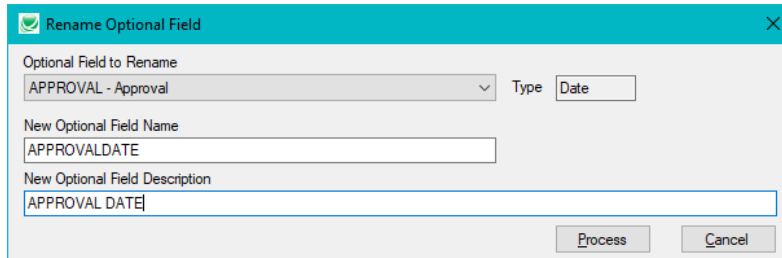 Rename Optional Field
Optional Field to Rename
APPROVAL - Approval
Type
Date
New Optional Field Name
APPROVALDATE
New Optional Field Description
APPROVAL DATE
Process
Cancel